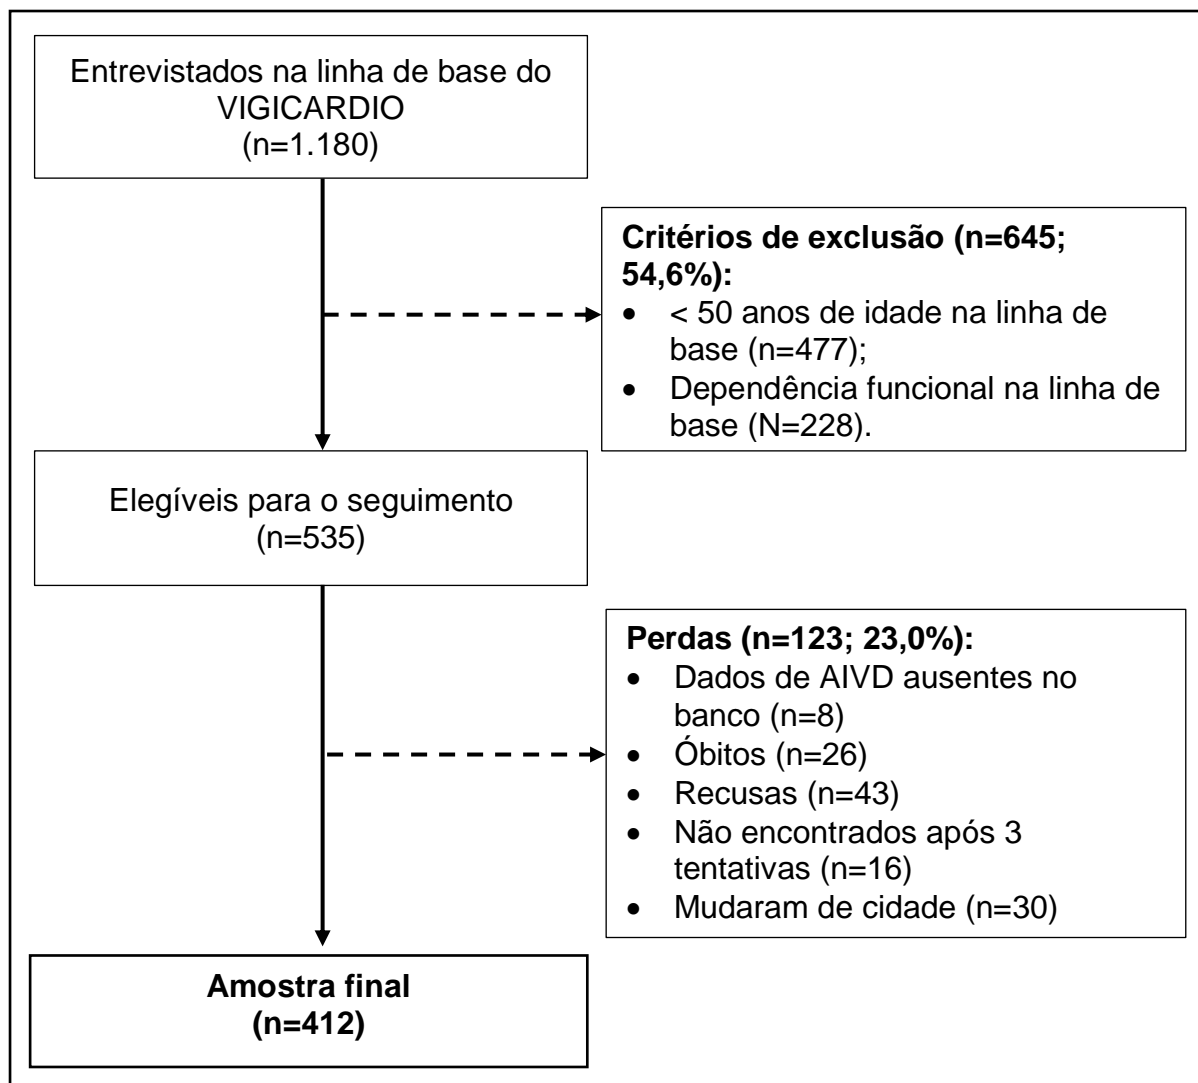 Entrevistados na linha de base do
VIGICARDIO
(n=1.180)
Critérios de exclusão (n=645;
54,6%):
• < 50 anos de idade na linha de
base (n=477);
• Dependência funcional na linha de
base (N=228).
Elegíveis para o seguimento
(n=535)
Perdas (n=123; 23,0%):
• Dados de AIVD ausentes no
banco (n=8)
• Óbitos (n=26)
• Recusas (n=43)
• Não encontrados após 3
tentativas (n=16)
• Mudaram de cidade (n=30)
Amostra final
(n=412)